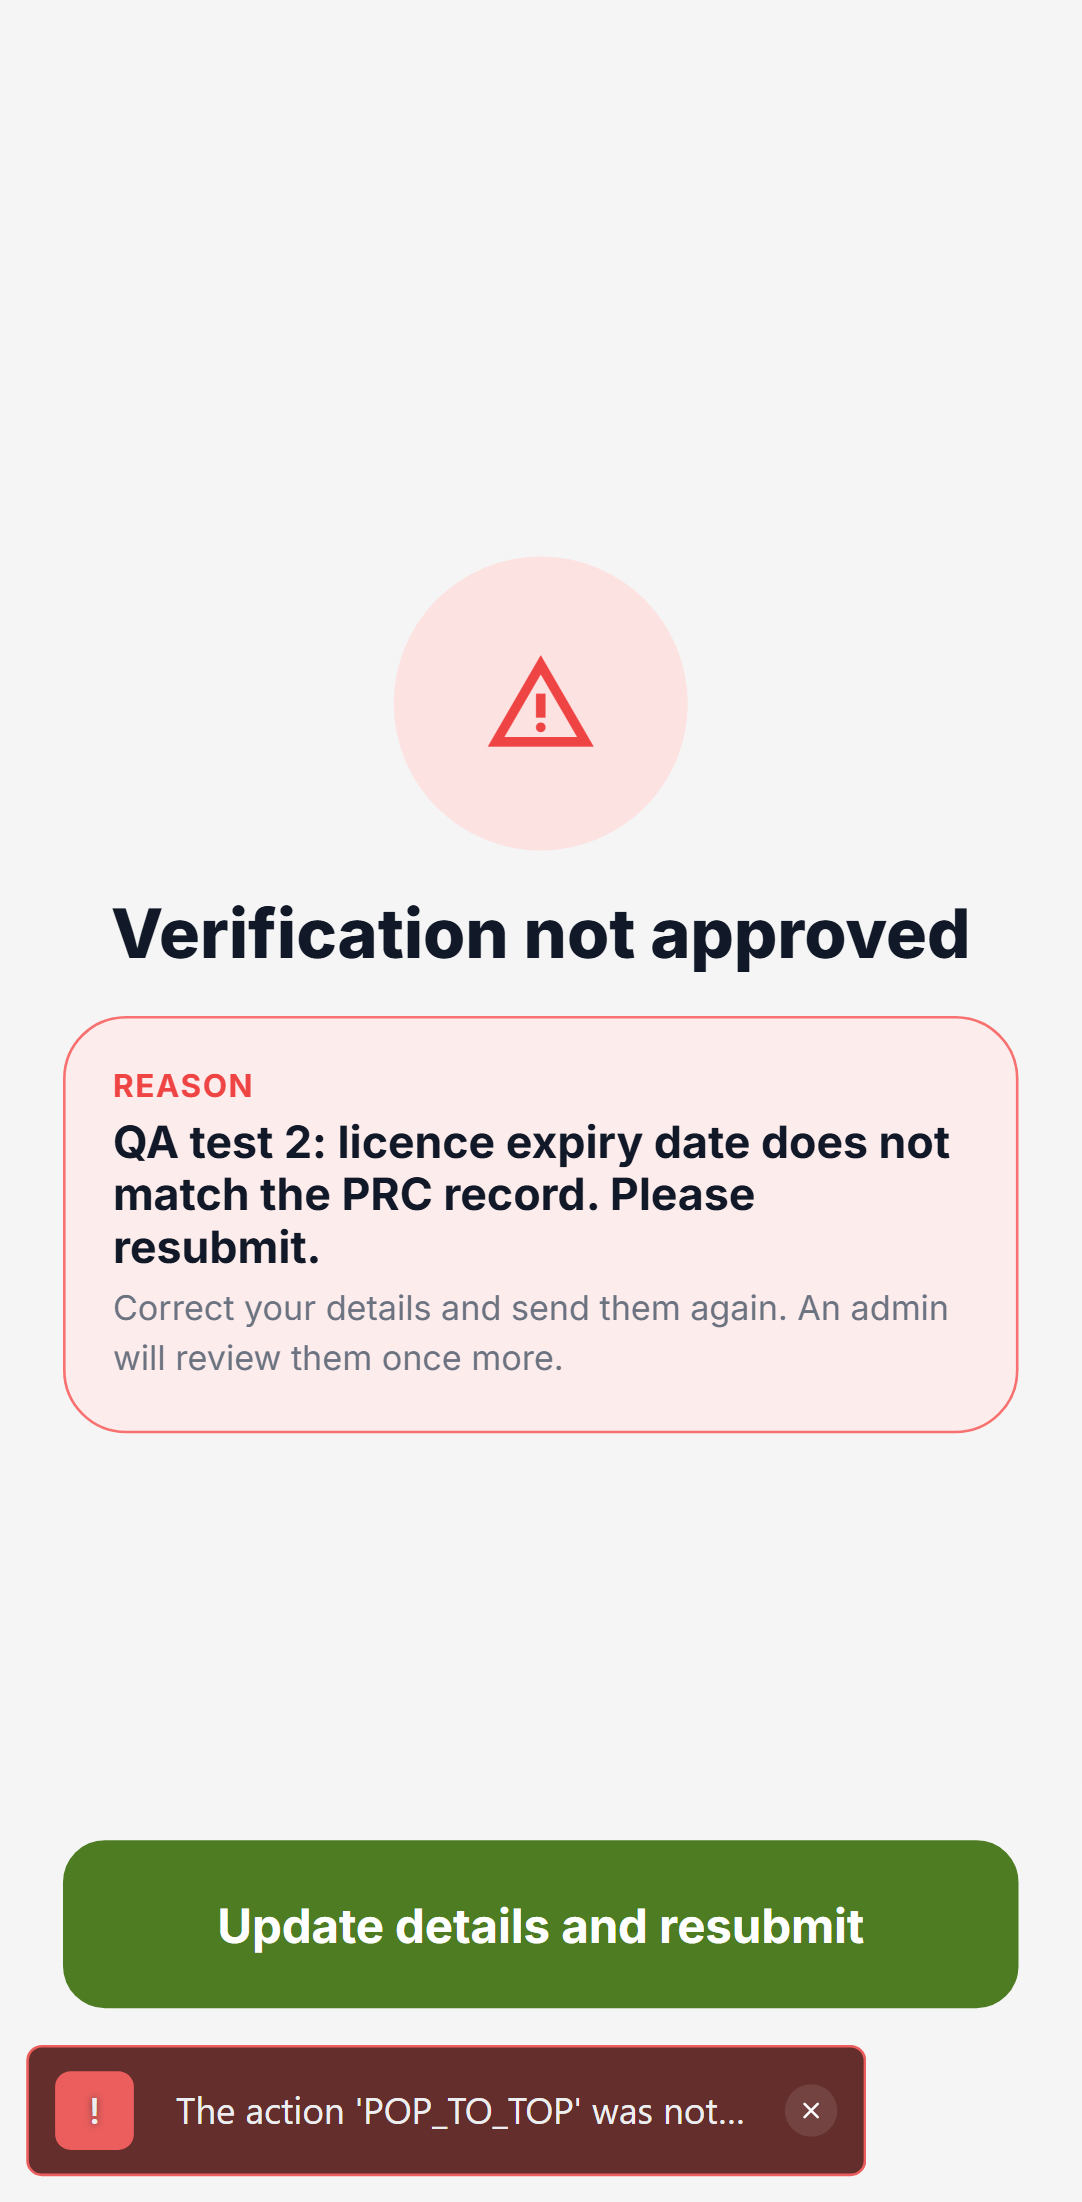 Verification not approved
REASON
QA test 2: licence expiry date does not
match the PRC record. Please
resubmit.
Correct your details and send them again. An admin
will review them once more.
Update details and resubmit
! The action 'POP_TO_TOP' was not...